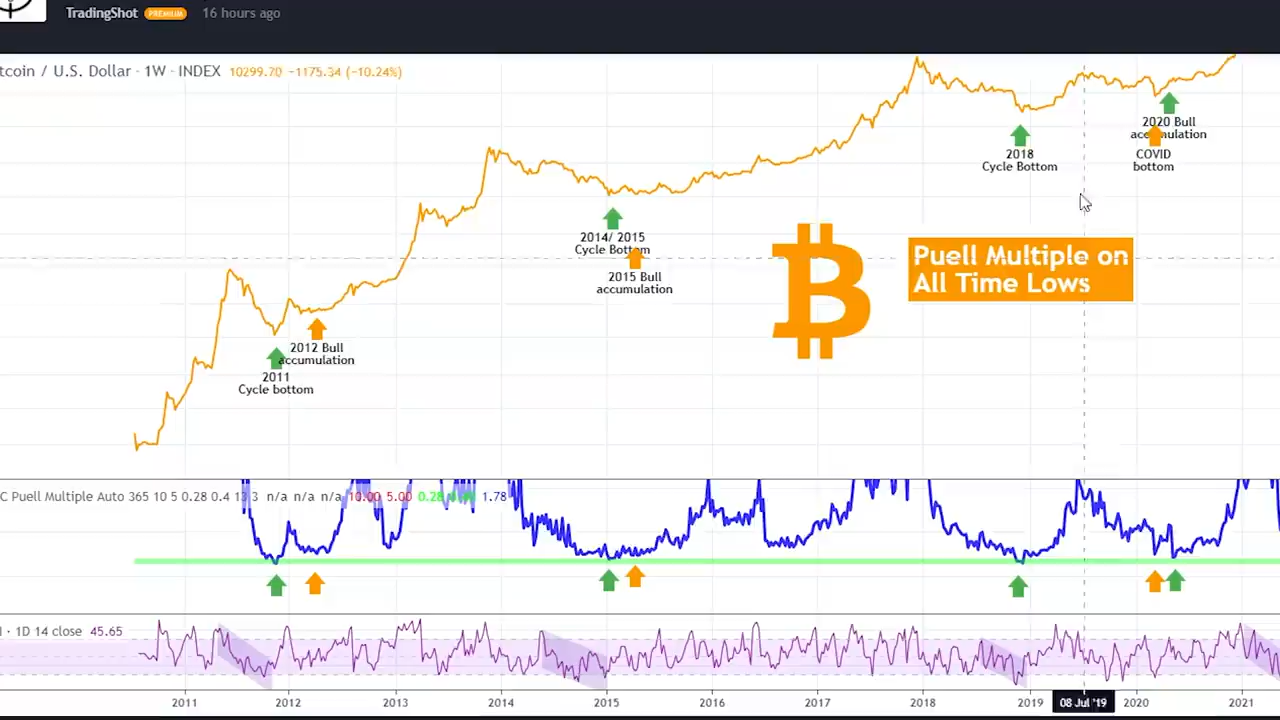 TradingShot PREMIUM 16 hours ago
tcoin / U.S. Dollar · 1W · INDEX 10299.70 −1175.34 (−10.24%)
2020 Bull
accumulation
2018
Cycle Bottom
COVID
bottom
2014/ 2015
Cycle Bottom
2015 Bull
accumulation
Puell Multiple on
All Time Lows
2012 Bull
accumulation
2011
Cycle bottom
C Puell Multiple Auto 365 10 5 0.28 0.4 n/a n/a n/a 10.00 5.00 0.28 1.78
· 1D 14 close 45.65
2011 2012 2013 2014 2015 2016 2017 2018 2019 08 Jul '19 2020 2021